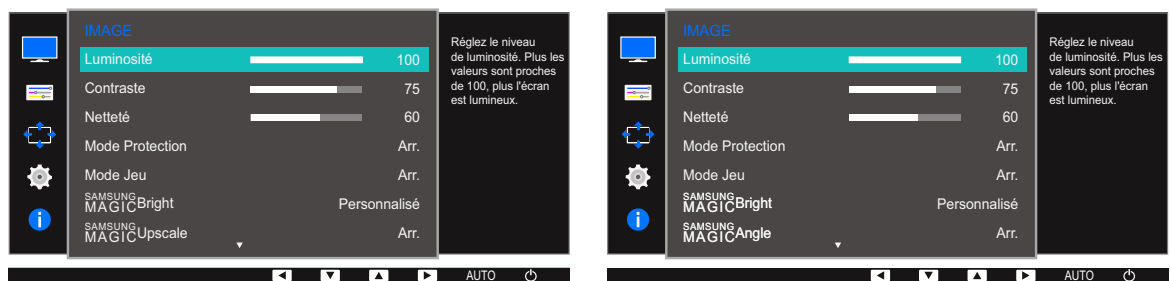 IMAGE
Luminosité 100
Contraste 75
Netteté 60
Mode Protection Arr.
Mode Jeu Arr.
SAMSUNG MAGIC Bright Personnalisé
SAMSUNG MAGIC Upscale Arr.
Réglez le niveau
de luminosité. Plus les
valeurs sont proches
de 100, plus l'écran
est lumineux.
AUTO
IMAGE
Luminosité 100
Contraste 75
Netteté 60
Mode Protection Arr.
Mode Jeu Arr.
SAMSUNG MAGIC Bright Personnalisé
SAMSUNG MAGIC Angle Arr.
Réglez le niveau
de luminosité. Plus les
valeurs sont proches
de 100, plus l'écran
est lumineux.
AUTO